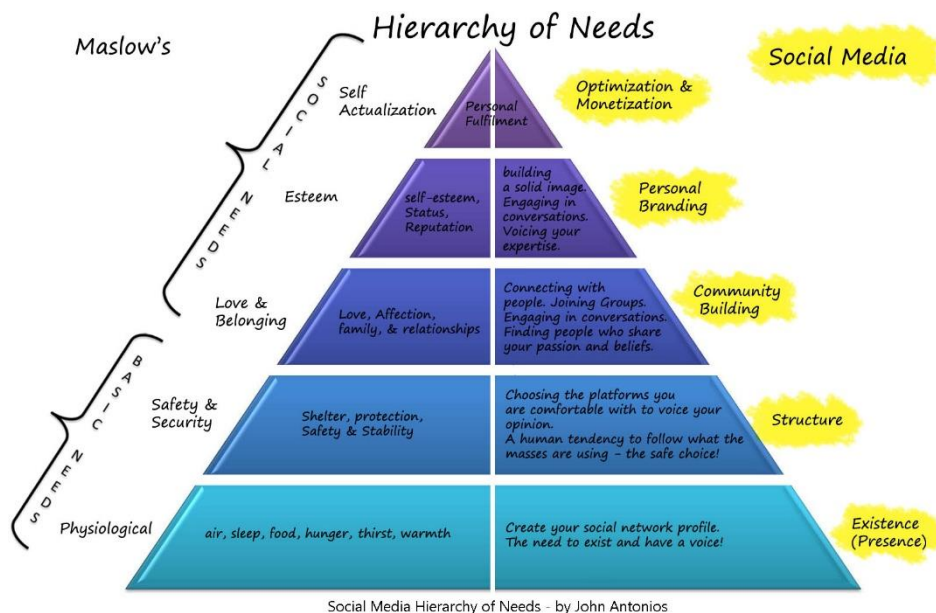 Hierarchy of Needs
Maslow's
Social Media
SOCIAL NEEDS
Self
Actualization
Personal
Fulfilment
Optimization &
Monetization
Esteem
self-esteem,
Status,
Reputation
building
a solid image.
Engaging in
conversations.
Voicing your
expertise.
Personal
Branding
Love &
Belonging
Love, Affection,
family, & relationships
Connecting with
people. Joining Groups.
Engaging in conversations.
Finding people who share
your passion and beliefs.
Community
Building
BASIC NEEDS
Safety &
Security
Shelter, protection,
Safety & Stability
Choosing the platforms you
are comfortable with to voice your
opinion.
A human tendency to follow what the
masses are using - the safe choice!
Structure
Physiological
air, sleep, food, hunger, thirst, warmth
Create your social network profile.
The need to exist and have a voice!
Existence
(Presence)
Social Media Hierarchy of Needs - by John Antonios